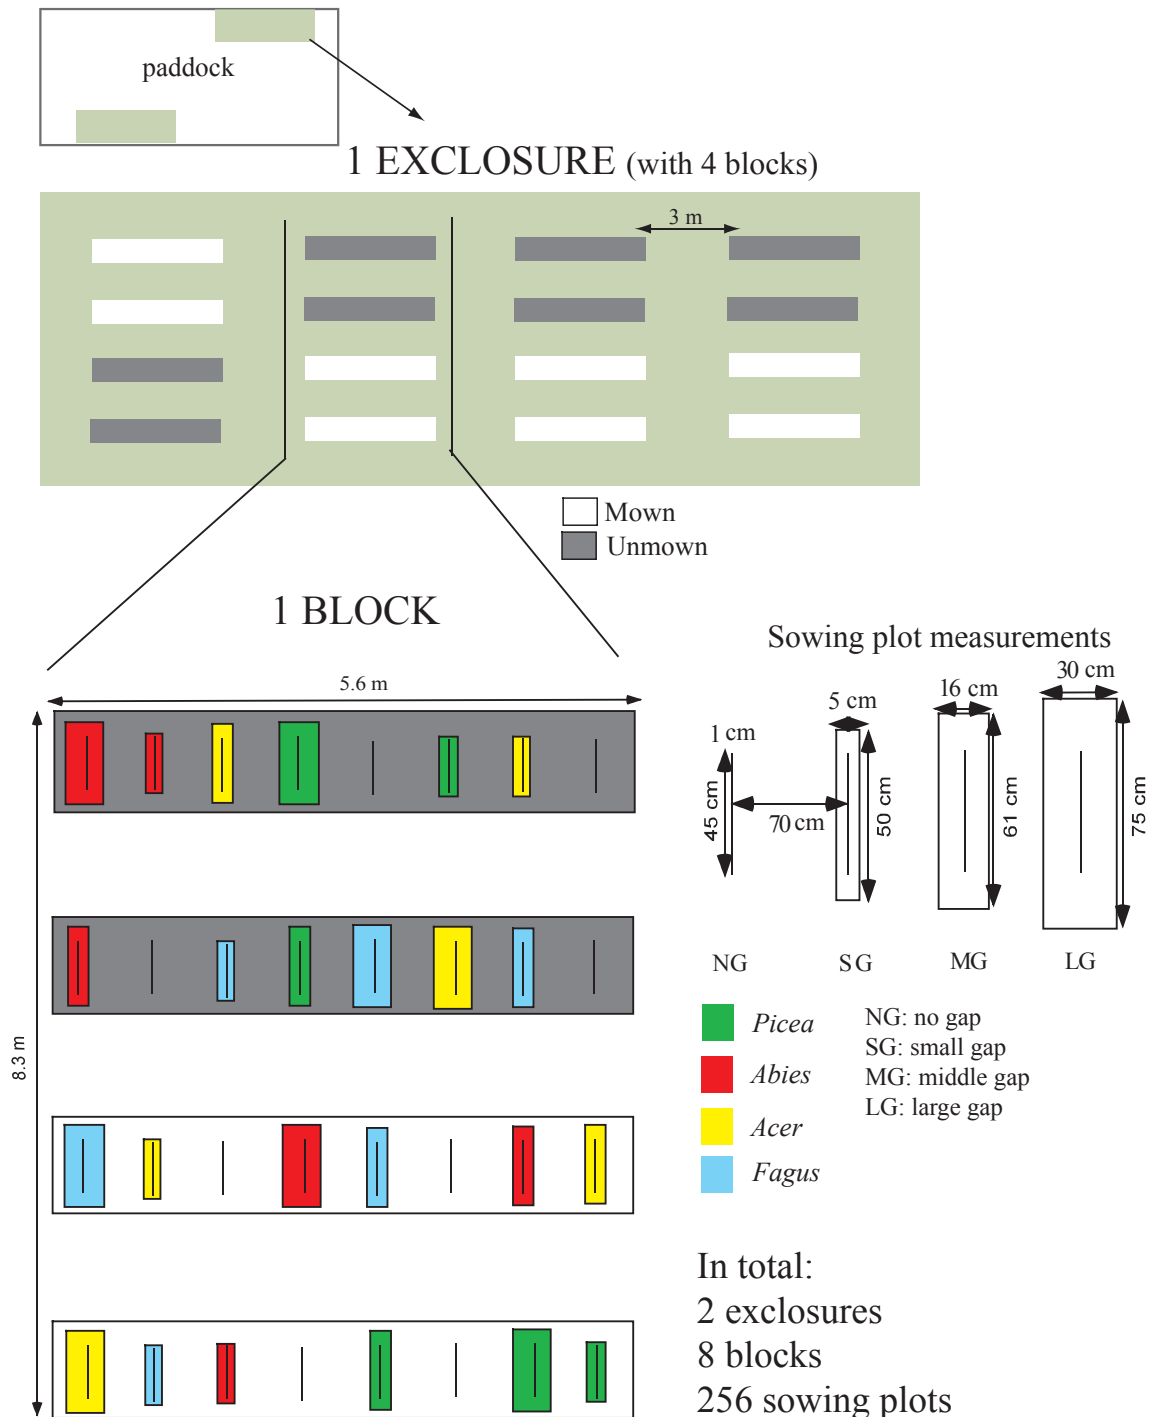 paddock
1 EXCLOSURE (with 4 blocks)
3 m
Mown
Unmown
1 BLOCK
5.6 m
8.3 m
Sowing plot measurements
1 cm
5 cm
16 cm
30 cm
45 cm
70 cm
50 cm
61 cm
75 cm
NG
SG
MG
LG
Picea
Abies
Acer
Fagus
NG: no gap
SG: small gap
MG: middle gap
LG: large gap
In total:
2 exclosures
8 blocks
256 sowing plots